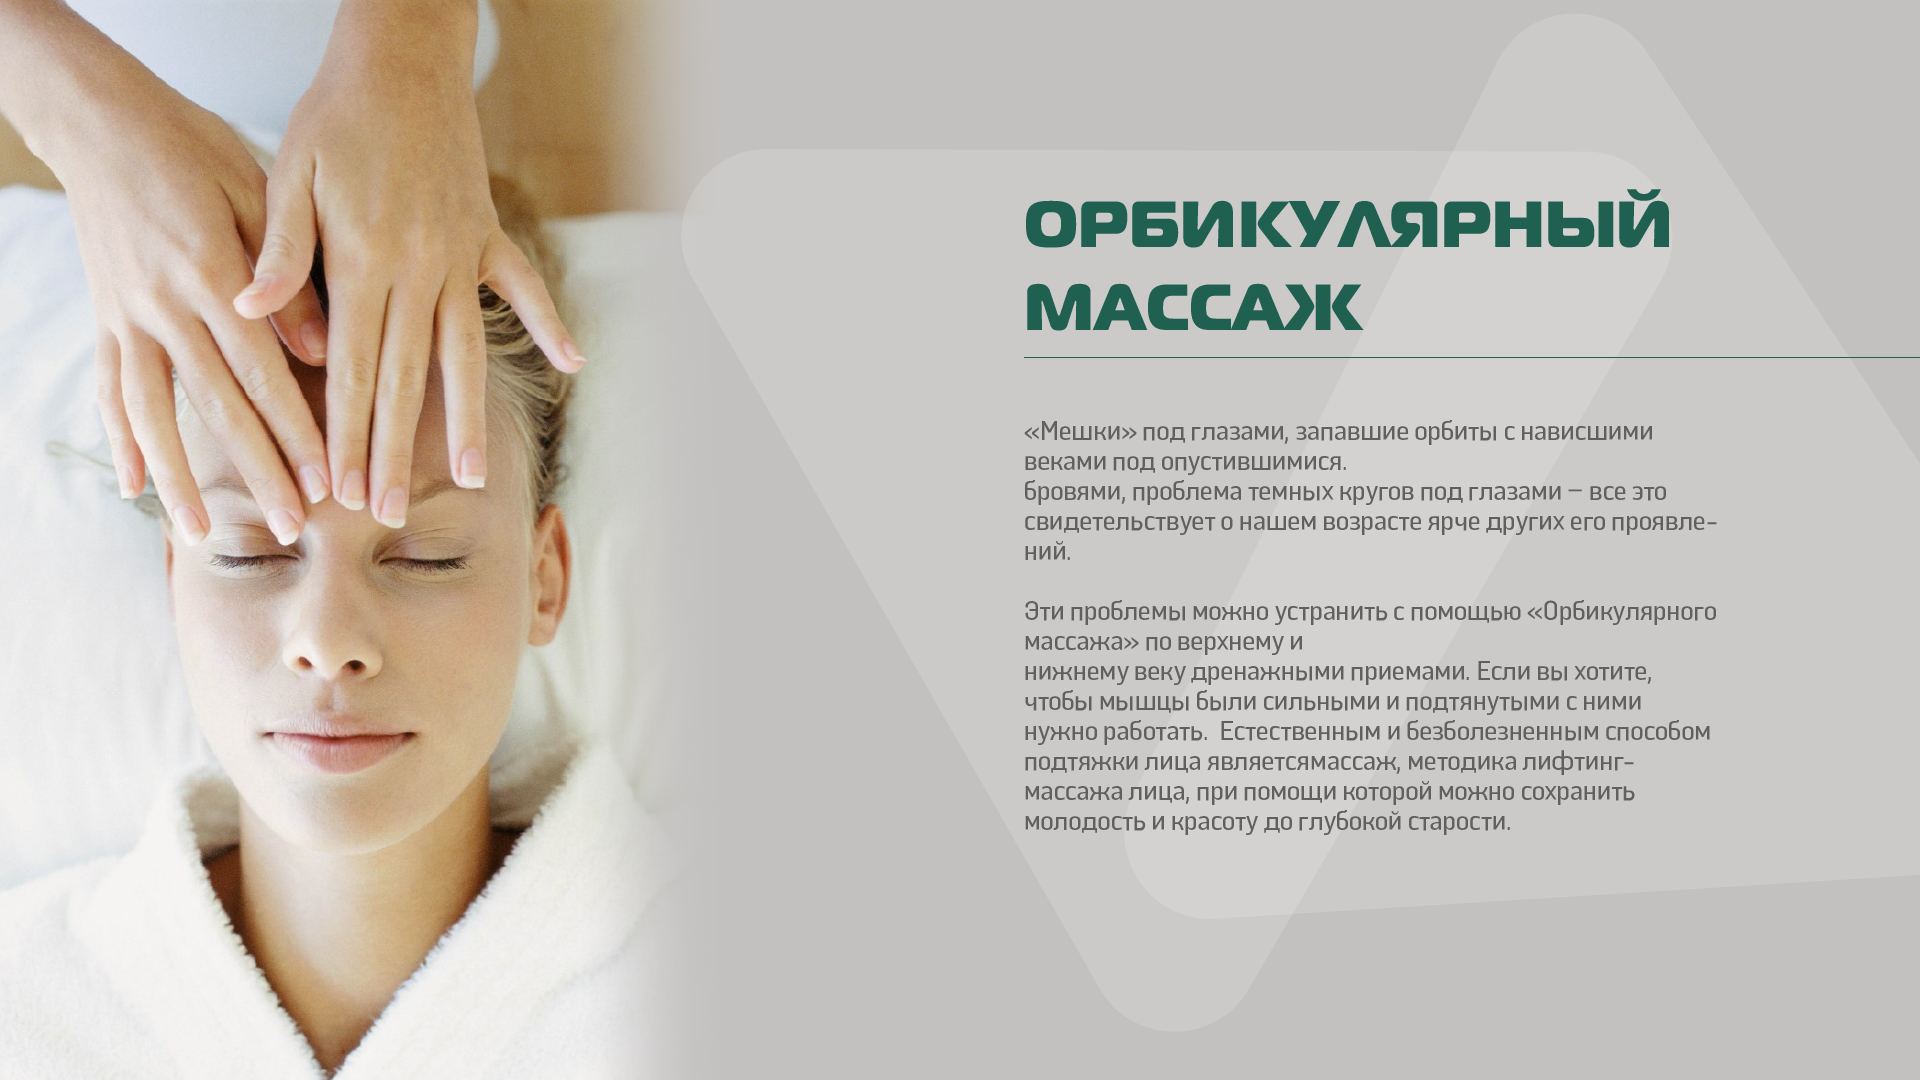 ОРБИКУЛЯРНЫЙ
МАССАЖ
«Мешки» под глазами, запавшие орбиты с нависшими
веками под опустившимися.
бровями, проблема темных кругов под глазами – все это
свидетельствует о нашем возрасте ярче других его проявле-
ний.
Эти проблемы можно устранить с помощью «Орбикулярного
массажа» по верхнему и
нижнему веку дренажными приемами. Если вы хотите,
чтобы мышцы были сильными и подтянутыми с ними
нужно работать.  Естественным и безболезненным способом
подтяжки лица являетсямассаж, методика лифтинг-
массажа лица, при помощи которой можно сохранить
молодость и красоту до глубокой старости.